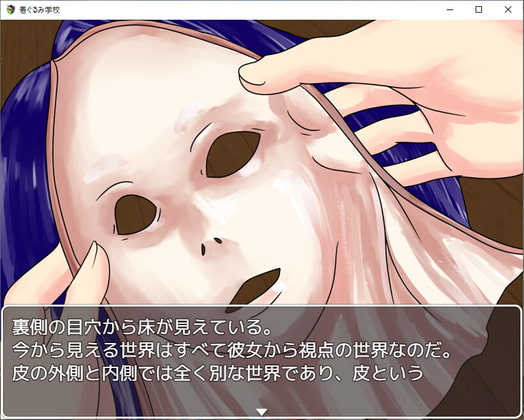 着ぐるみ学校
裏側の目穴から床が見えている。
今から見える世界はすべて彼女から視点の世界なのだ。
皮の外側と内側では全く別な世界であり、皮という